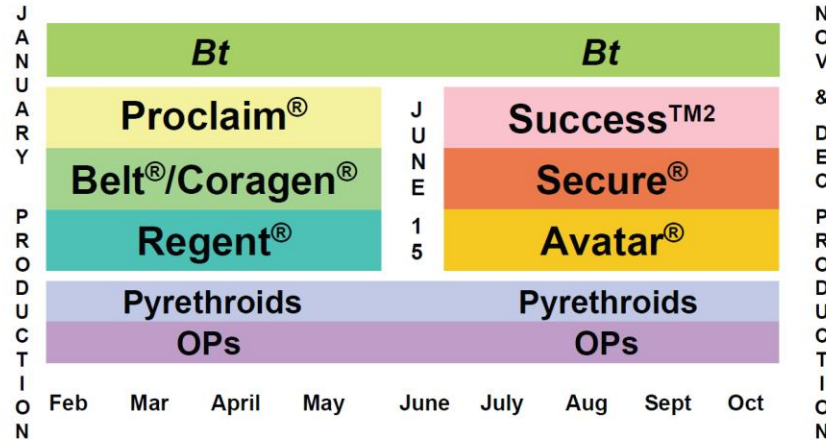 JANUARY PRODUCTION
Bt Bt
Proclaim® Success™2
Belt®/Coragen® Secure®
Regent® Avatar®
JUNE 15
Pyrethroids Pyrethroids
OPs OPs
Feb Mar April May June July Aug Sept Oct
NOV & DEC PRODUCTION